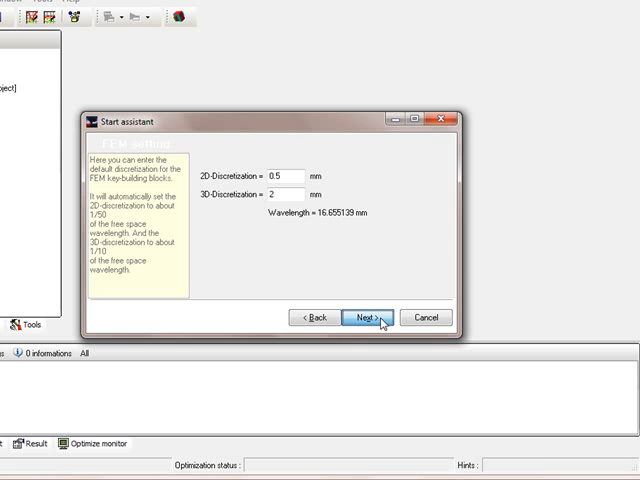 Tools Help
ject]
Start assistant
FEM setting
Here you can enter the
default discretization for the
FEM key-building blocks.
It will automatically set the
2D-discretization to about
1/50
of the free space
wavelength. And the
3D-discretization to about
1/10
of the free space
wavelength.
2D-Discretization = 0.5 mm
3D-Discretization = 2 mm
Wavelength = 16.655139 mm
< Back Next > Cancel
Tools
gs 0 informations All
t Result Optimize monitor
Optimization status : Hints :